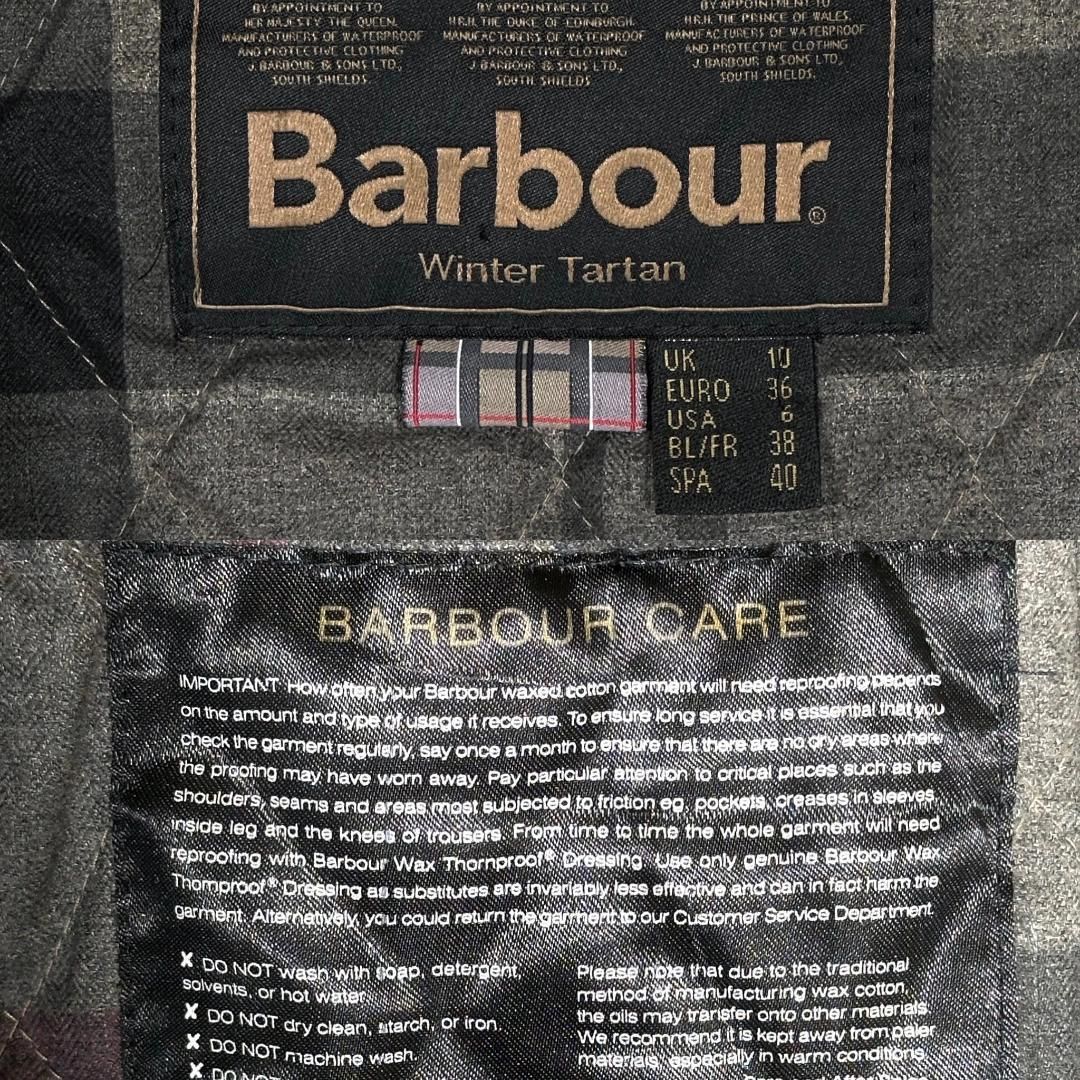 BY APPOINTMENT TO
HER MAJESTY THE QUEEN.
MANUFACTURERS OF WATERPROOF
AND PROTECTIVE CLOTHING
J. BARBOUR & SONS LTD.,
SOUTH SHIELDS
BY APPOINTMENT TO
H.R.H. THE DUKE OF EDINBURGH.
MANUFACTURERS OF WATERPROOF
AND PROTECTIVE CLOTHING
J. BARBOUR & SONS LTD.,
SOUTH SHIELDS
BY APPOINTMENT TO
H.R.H. THE PRINCE OF WALES.
MANUFACTURERS OF WATERPROOF
AND PROTECTIVE CLOTHING
J. BARBOUR & SONS LTD,
SOUTH SHIELDS.
Barbour®
Winter Tartan
UK 10
EURO 36
USA 6
BL/FR 38
SPA 40
BARBOUR CARE
IMPORTANT How often your Barbour waxed cotton garment will need reproofing depends
on the amount and type of usage it receives. To ensure long service it is essential that you
check the garment regularly, say once a month to ensure that there are no dry areas where
the proofing may have worn away. Pay particular attention to critical places such as the
shoulders, seams and areas most subjected to friction eg. pockets, creases in sleeves,
inside leg and the knees of trousers. From time to time the whole garment will need
reproofing with Barbour Wax Thornproof® Dressing. Use only genuine Barbour Wax
Thornproof® Dressing as substitutes are invariably less effective and can in fact harm the
garment. Alternatively, you could return the garment to our Customer Service Department.
✘ DO NOT wash with soap, detergent,
solvents, or hot water
✘ DO NOT dry clean, starch, or iron.
✘ DO NOT machine wash.
✘ DO NOT
Please note that due to the traditional
method of manufacturing wax cotton,
the oils may transfer onto other materials.
We recommend it is kept away from paler
materials, especially in warm conditions.